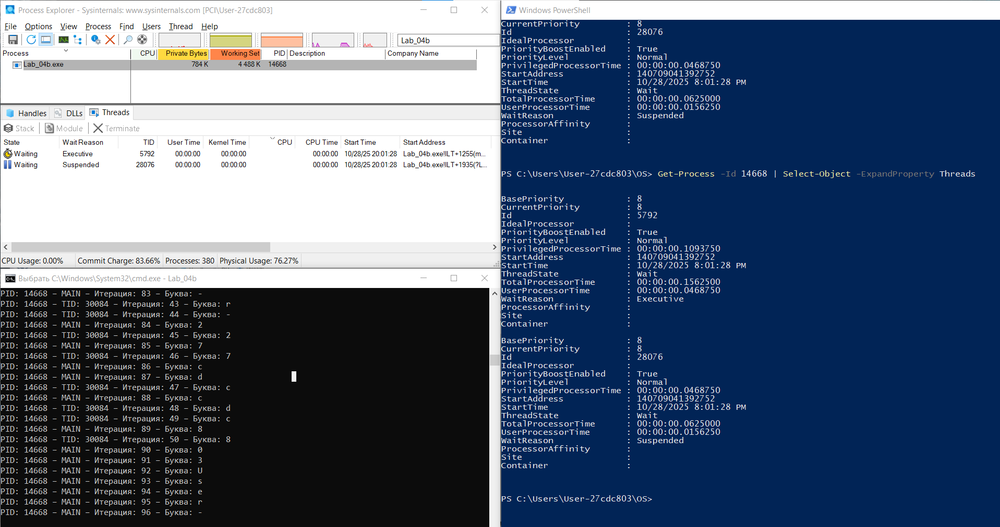 Process Explorer - Sysinternals: www.sysinternals.com [PC\User-27cdc803]
File Options View Process Find Users Thread Help
Lab_04b
Process CPU Private Bytes Working Set PID Description Company Name
Lab_04b.exe 784 K 4 488 K 14668
Handles DLLs Threads
Stack Module Terminate
State Wait Reason TID User Time Kernel Time CPU CPU Time Start Time Start Address
Waiting Executive 5792 00:00:00 00:00:00 00:00:00 10/28/25 20:01:28 Lab_04b.exe!ILT+1255(m...
Waiting Suspended 28076 00:00:00 00:00:00 00:00:00 10/28/25 20:01:28 Lab_04b.exe!ILT+1935(?L...
CPU Usage: 0.00% Commit Charge: 83.66% Processes: 380 Physical Usage: 76.27%
Выбрать C:\Windows\System32\cmd.exe - Lab_04b
PID: 14668 – MAIN – Итерация: 83 – Буква: -
PID: 14668 – TID: 30084 – Итерация: 43 – Буква: r
PID: 14668 – TID: 30084 – Итерация: 44 – Буква: -
PID: 14668 – MAIN – Итерация: 84 – Буква: 2
PID: 14668 – TID: 30084 – Итерация: 45 – Буква: 2
PID: 14668 – MAIN – Итерация: 85 – Буква: 7
PID: 14668 – TID: 30084 – Итерация: 46 – Буква: 7
PID: 14668 – MAIN – Итерация: 86 – Буква: c
PID: 14668 – MAIN – Итерация: 87 – Буква: d
PID: 14668 – TID: 30084 – Итерация: 47 – Буква: c
PID: 14668 – MAIN – Итерация: 88 – Буква: c
PID: 14668 – TID: 30084 – Итерация: 48 – Буква: d
PID: 14668 – TID: 30084 – Итерация: 49 – Буква: c
PID: 14668 – MAIN – Итерация: 89 – Буква: 8
PID: 14668 – TID: 30084 – Итерация: 50 – Буква: 8
PID: 14668 – MAIN – Итерация: 90 – Буква: 0
PID: 14668 – MAIN – Итерация: 91 – Буква: 3
PID: 14668 – MAIN – Итерация: 92 – Буква: U
PID: 14668 – MAIN – Итерация: 93 – Буква: s
PID: 14668 – MAIN – Итерация: 94 – Буква: e
PID: 14668 – MAIN – Итерация: 95 – Буква: r
PID: 14668 – MAIN – Итерация: 96 – Буква: -
Windows PowerShell
CurrentPriority : 8
Id : 28076
IdealProcessor :
PriorityBoostEnabled : True
PriorityLevel : Normal
PrivilegedProcessorTime : 00:00:00.0468750
StartAddress : 140709041392752
StartTime : 10/28/2025 8:01:28 PM
ThreadState : Wait
TotalProcessorTime : 00:00:00.0625000
UserProcessorTime : 00:00:00.0156250
WaitReason : Suspended
ProcessorAffinity :
Site :
Container :
PS C:\Users\User-27cdc803\OS> Get-Process -Id 14668 | Select-Object -ExpandProperty Threads
BasePriority : 8
CurrentPriority : 8
Id : 5792
IdealProcessor :
PriorityBoostEnabled : True
PriorityLevel : Normal
PrivilegedProcessorTime : 00:00:00.1093750
StartAddress : 140709041392752
StartTime : 10/28/2025 8:01:28 PM
ThreadState : Wait
TotalProcessorTime : 00:00:00.1562500
UserProcessorTime : 00:00:00.0468750
WaitReason : Executive
ProcessorAffinity :
Site :
Container :
BasePriority : 8
CurrentPriority : 8
Id : 28076
IdealProcessor :
PriorityBoostEnabled : True
PriorityLevel : Normal
PrivilegedProcessorTime : 00:00:00.0468750
StartAddress : 140709041392752
StartTime : 10/28/2025 8:01:28 PM
ThreadState : Wait
TotalProcessorTime : 00:00:00.0625000
UserProcessorTime : 00:00:00.0156250
WaitReason : Suspended
ProcessorAffinity :
Site :
Container :
PS C:\Users\User-27cdc803\OS>